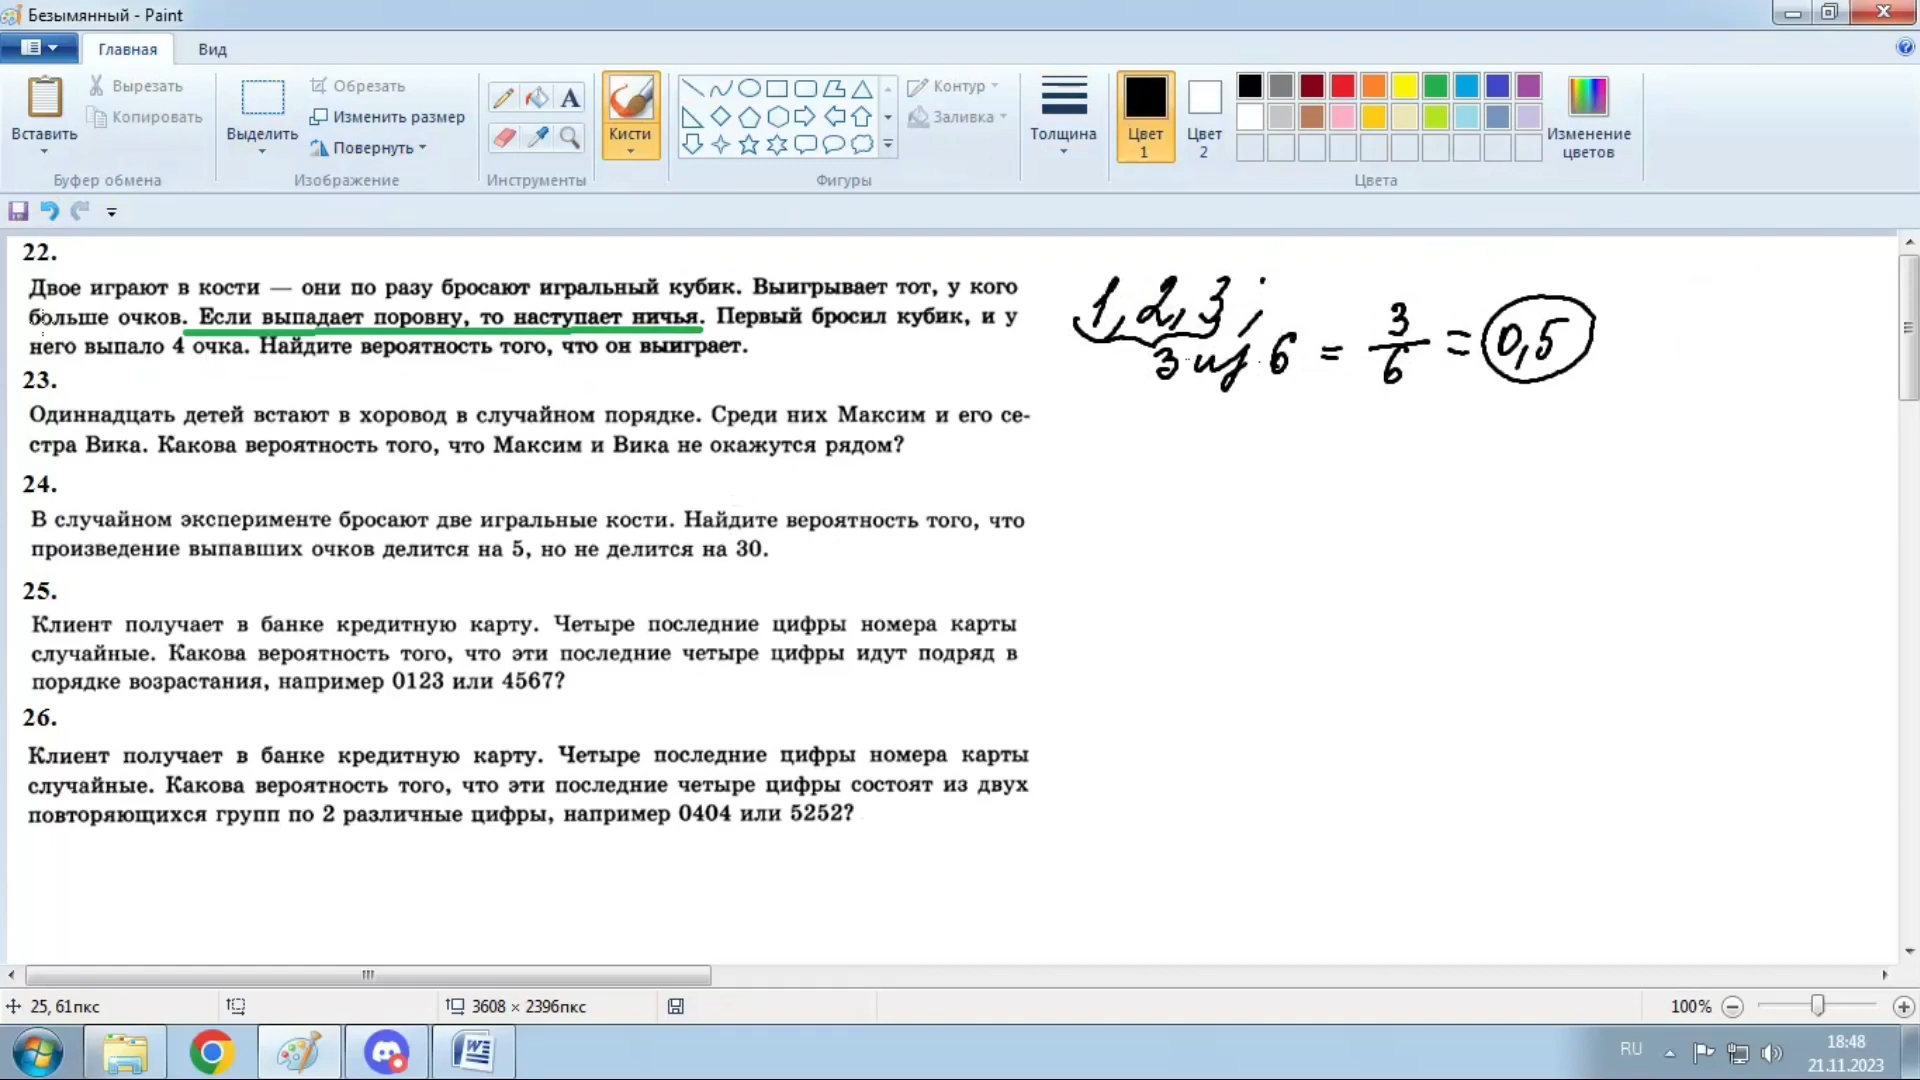 Безымянный - Paint
Главная
Вид
Вставить
Вырезать
Копировать
Буфер обмена
Выделить
Обрезать
Изменить размер
Повернуть
Изображение
A
Инструменты
Кисти
Фигуры
Контур
Заливка
Толщина
Цвет
1
Цвет
2
Изменение
цветов
Цвета
22.
Двое играют в кости — они по разу бросают игральный кубик. Выигрывает тот, у кого
больше очков. Если выпадает поровну, то наступает ничья. Первый бросил кубик, и у
него выпало 4 очка. Найдите вероятность того, что он выиграет.
1, 2, 3;
3 из 6 = 3/6 = 0,5
23.
Одиннадцать детей встают в хоровод в случайном порядке. Среди них Максим и его се-
стра Вика. Какова вероятность того, что Максим и Вика не окажутся рядом?
24.
В случайном эксперименте бросают две игральные кости. Найдите вероятность того, что
произведение выпавших очков делится на 5, но не делится на 30.
25.
Клиент получает в банке кредитную карту. Четыре последние цифры номера карты
случайные. Какова вероятность того, что эти последние четыре цифры идут подряд в
порядке возрастания, например 0123 или 4567?
26.
Клиент получает в банке кредитную карту. Четыре последние цифры номера карты
случайные. Какова вероятность того, что эти последние четыре цифры состоят из двух
повторяющихся групп по 2 различные цифры, например 0404 или 5252?
25, 61пкс
3608 × 2396пкс
100%
RU
18:48
21.11.2023